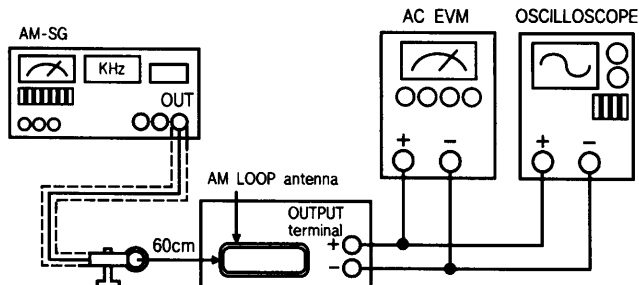 AC EVM
OSCILLOSCOPE
AM-SG
KHz
OUT
+
−
+
−
AM LOOP antenna
OUTPUT
terminal
+
−
60cm